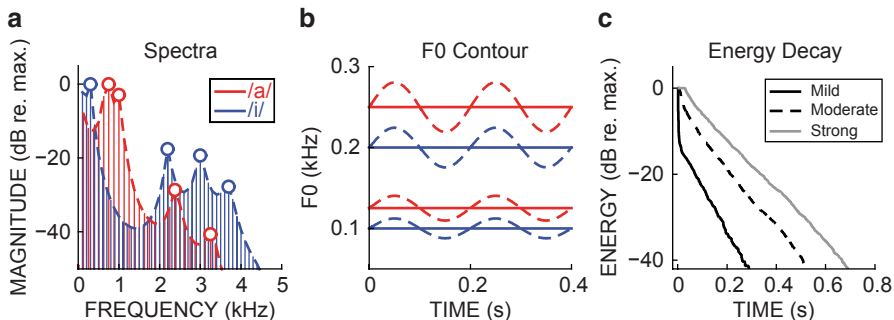 a
Spectra
MAGNITUDE (dB re. max.)
0
−20
−40
/a/
/i/
0 1 2 3 4 5
FREQUENCY (kHz)
b
F0 Contour
F0 (kHz)
0.3
0.2
0.1
0 0.2 0.4
TIME (s)
c
Energy Decay
ENERGY (dB re. max.)
0
−20
−40
Mild
Moderate
Strong
0 0.2 0.4 0.6 0.8
TIME (s)